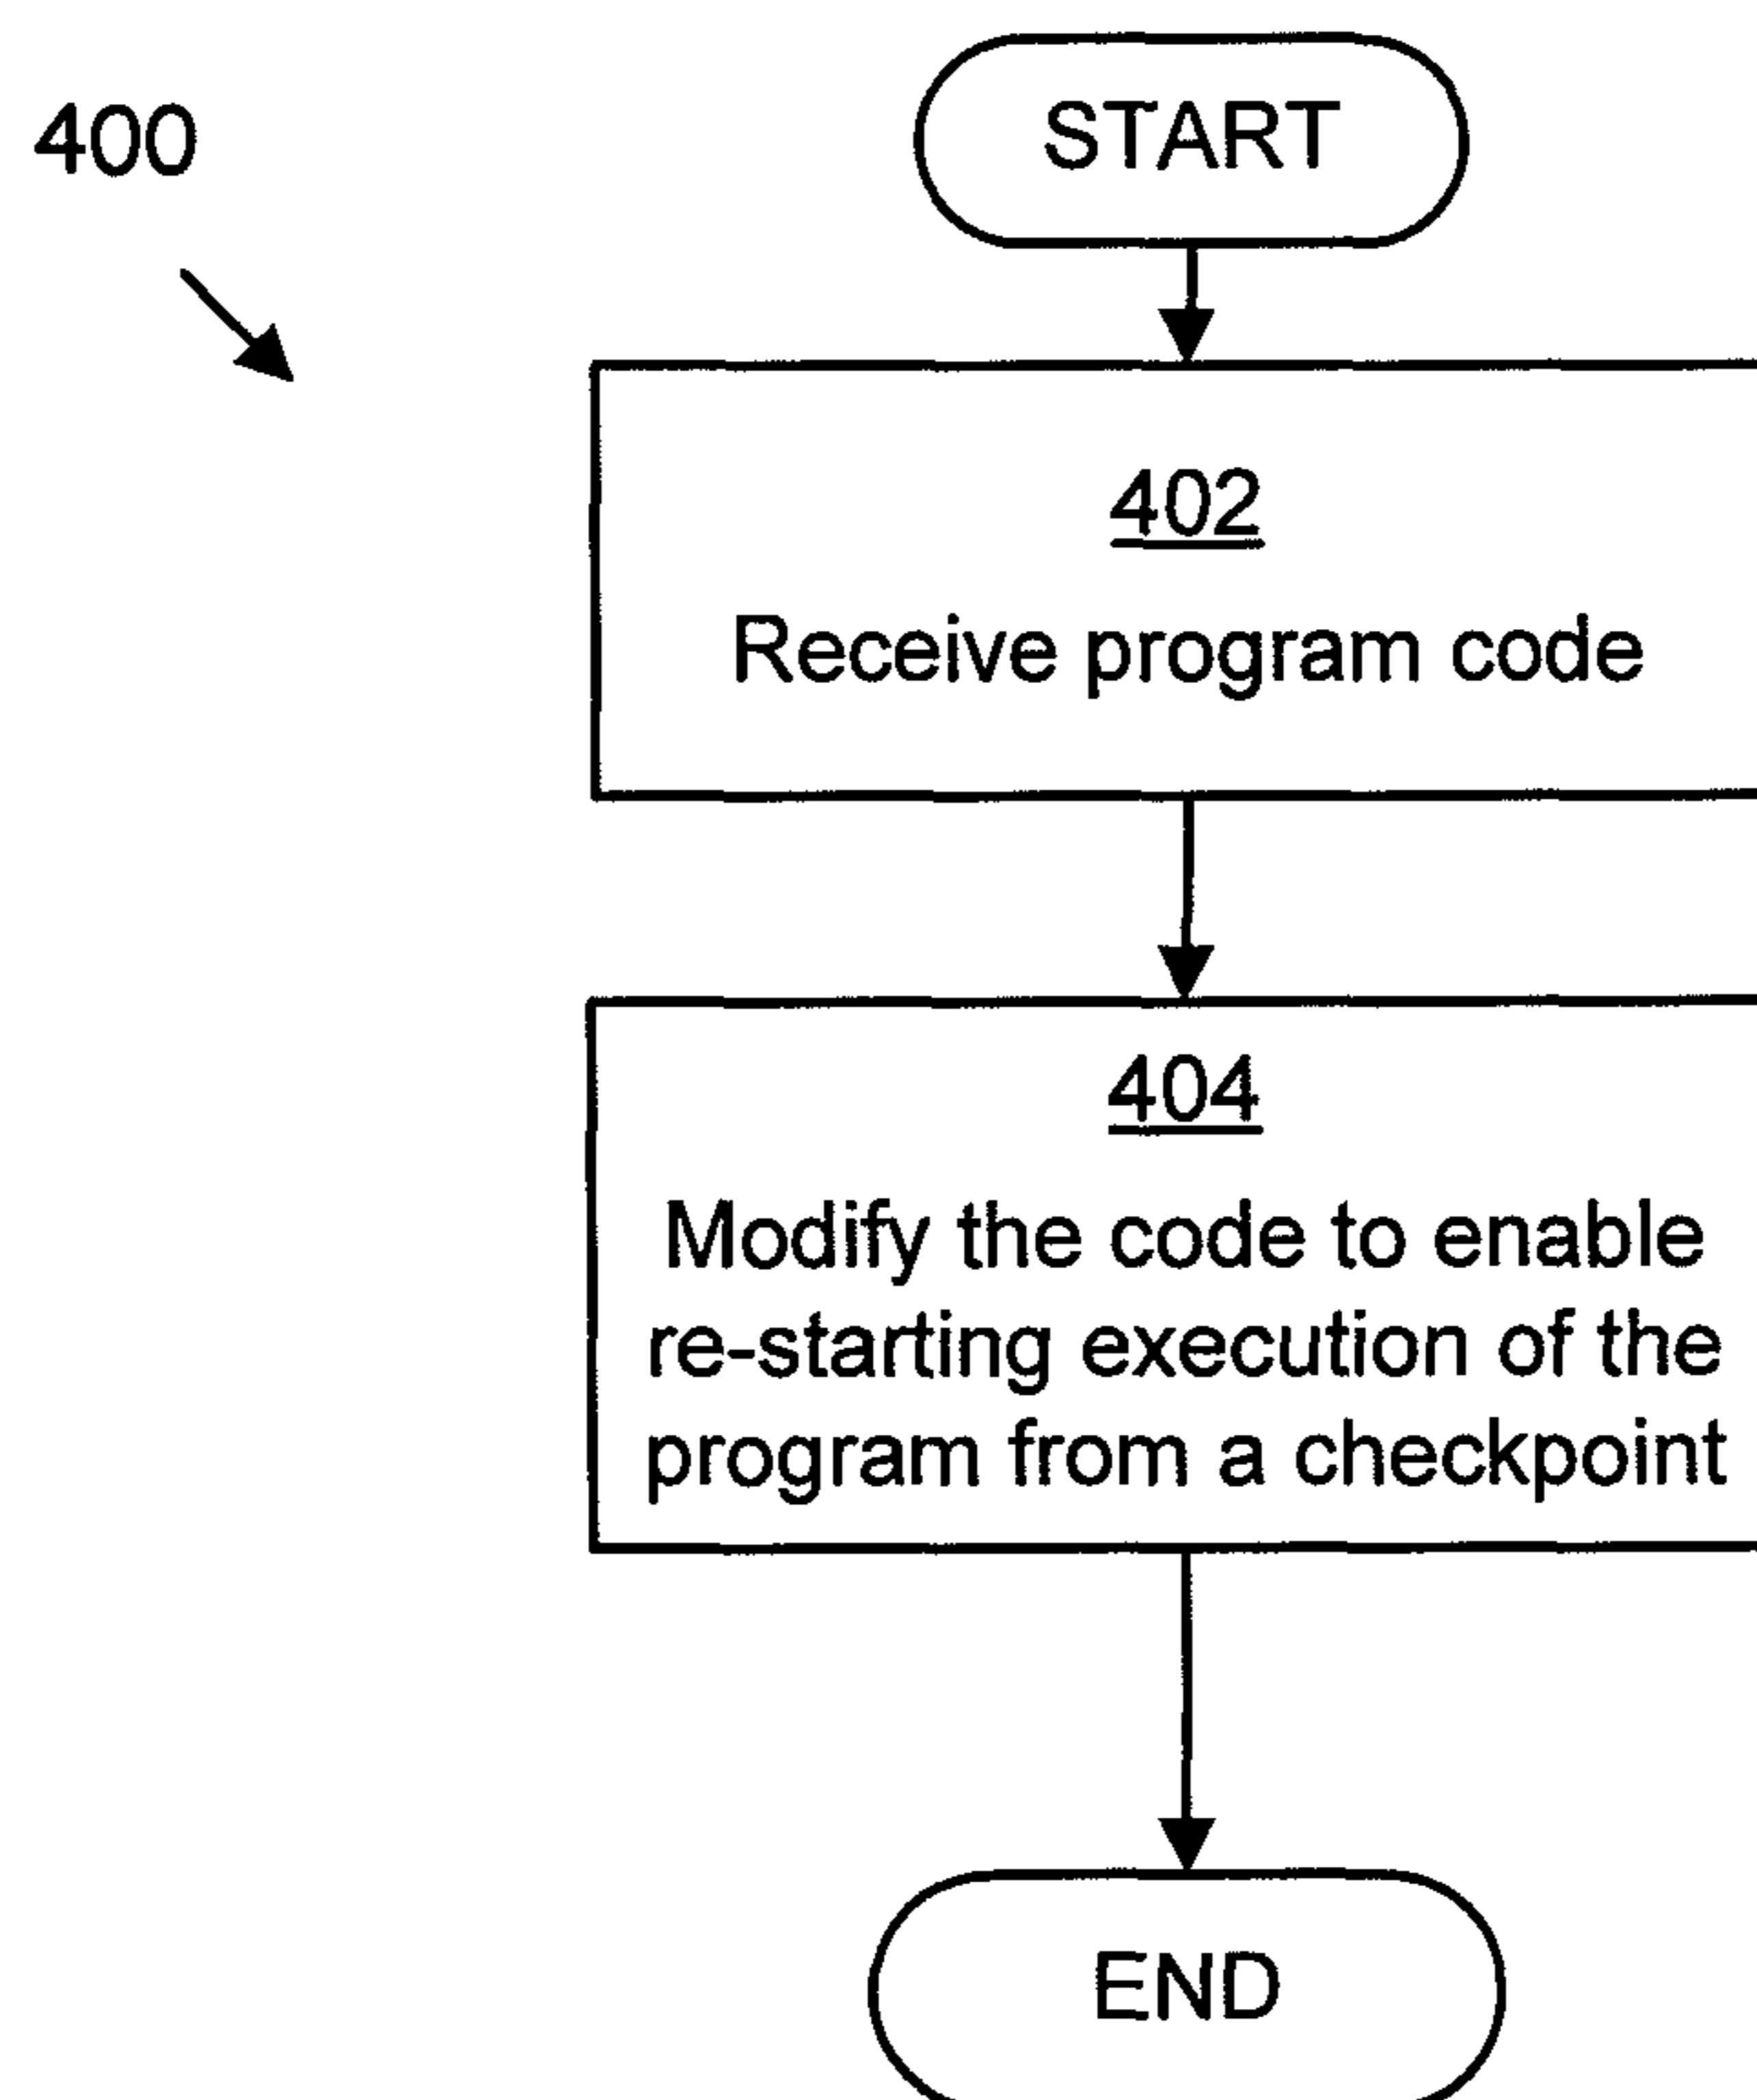 400
START
402
Receive program code
404
Modify the code to enable
re-starting execution of the
program from a checkpoint
END